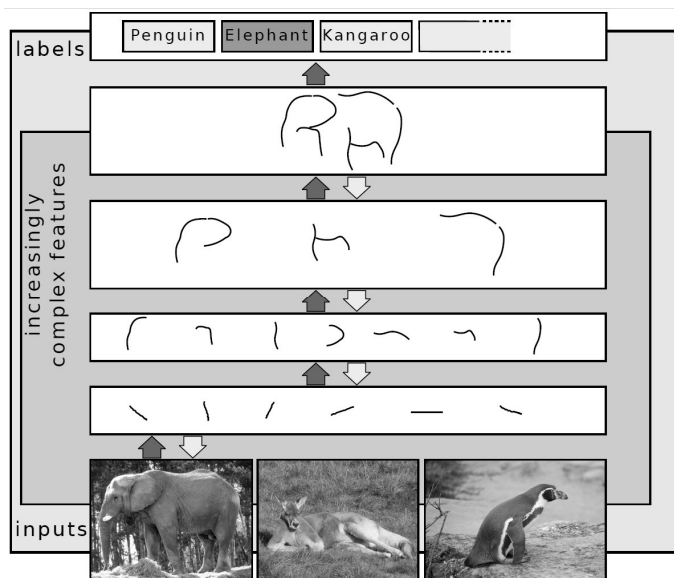 labels
Penguin
Elephant
Kangaroo
increasingly
complex features
inputs